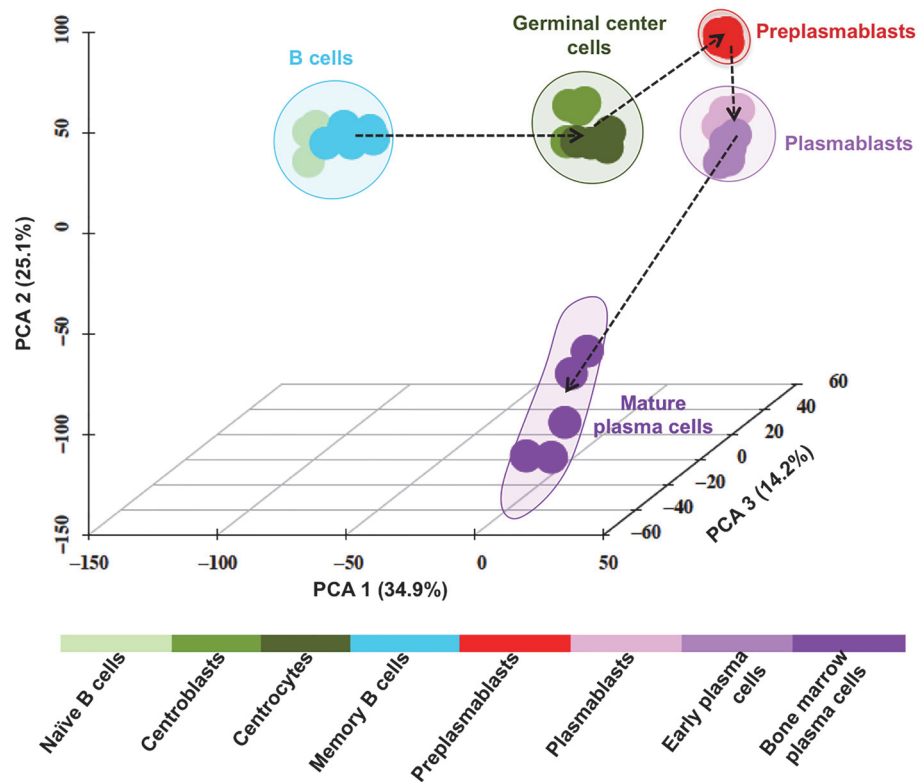 Germinal center
cells
Preplasmablasts
B cells
Plasmablasts
Mature
plasma cells
PCA 2 (25.1%)
100
50
0
−50
−100
−150
−150
−100
−50
0
50
PCA 1 (34.9%)
60
40
20
0
−20
−40
−60
PCA 3 (14.2%)
Naïve B cells
Centroblasts
Centrocytes
Memory B cells
Preplasmablasts
Plasmablasts
Early plasma
cells
Bone marrow
plasma cells